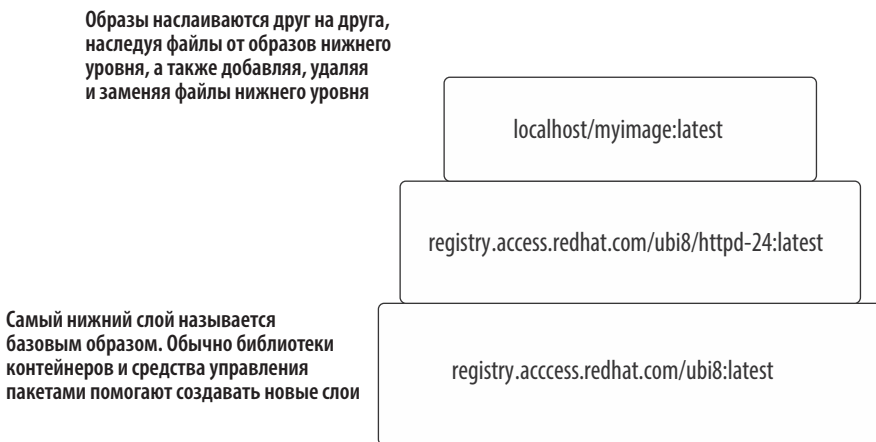 Образы наслаиваются друг на друга,
наследуя файлы от образов нижнего
уровня, а также добавляя, удаляя
и заменяя файлы нижнего уровня
localhost/myimage:latest
registry.access.redhat.com/ubi8/httpd-24:latest
Самый нижний слой называется
базовым образом. Обычно библиотеки
контейнеров и средства управления
пакетами помогают создавать новые слои
registry.acccess.redhat.com/ubi8:latest